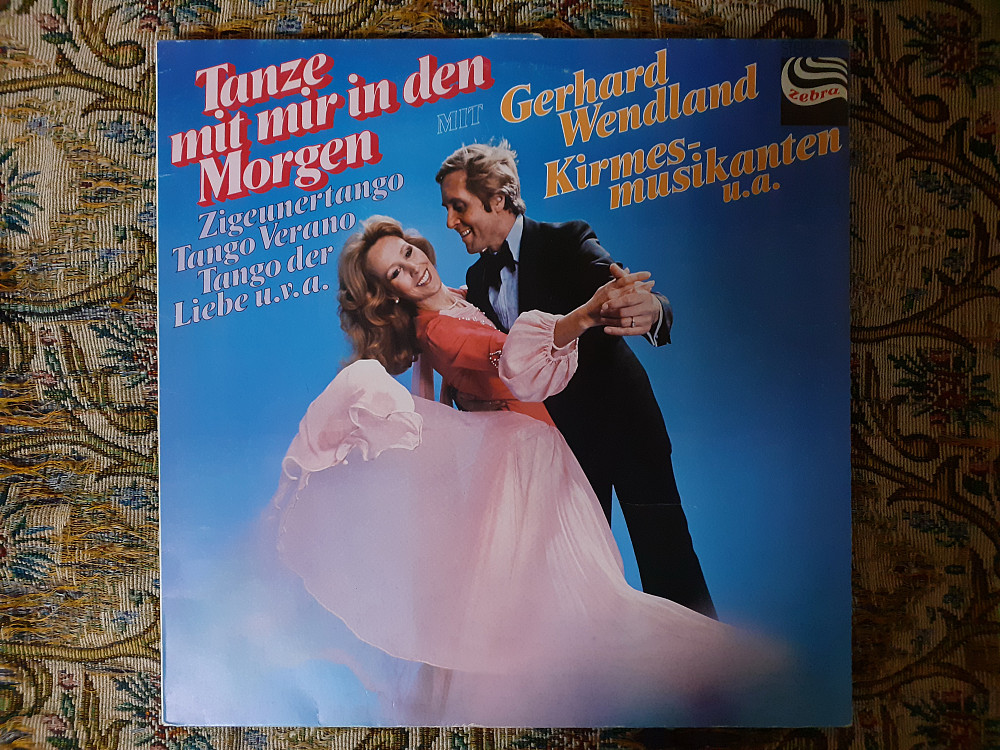 Tanze
mit mir in den
Morgen
Zigeunertango
Tango Verano
Tango der
Liebe u.v.a.
MIT
Gerhard
Wendland
Kirmes-
musikanten
u.a.
Zebra